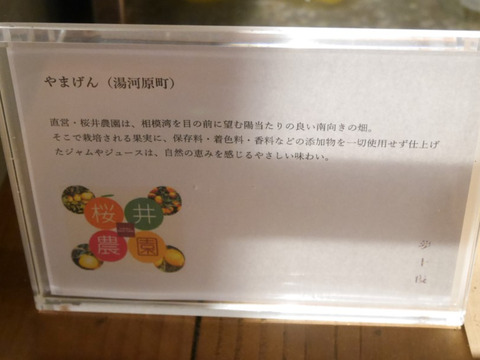 やまげん（湯河原町）
直営・桜井農園は、相模湾を目の前に望む陽当たりの良い南向きの畑。
そこで栽培される果実に、保存料・着色料・香料などの添加物を一切使用せず仕上げ
たジャムやジュースは、自然の恵みを感じるやさしい味わい。
桜井
農園